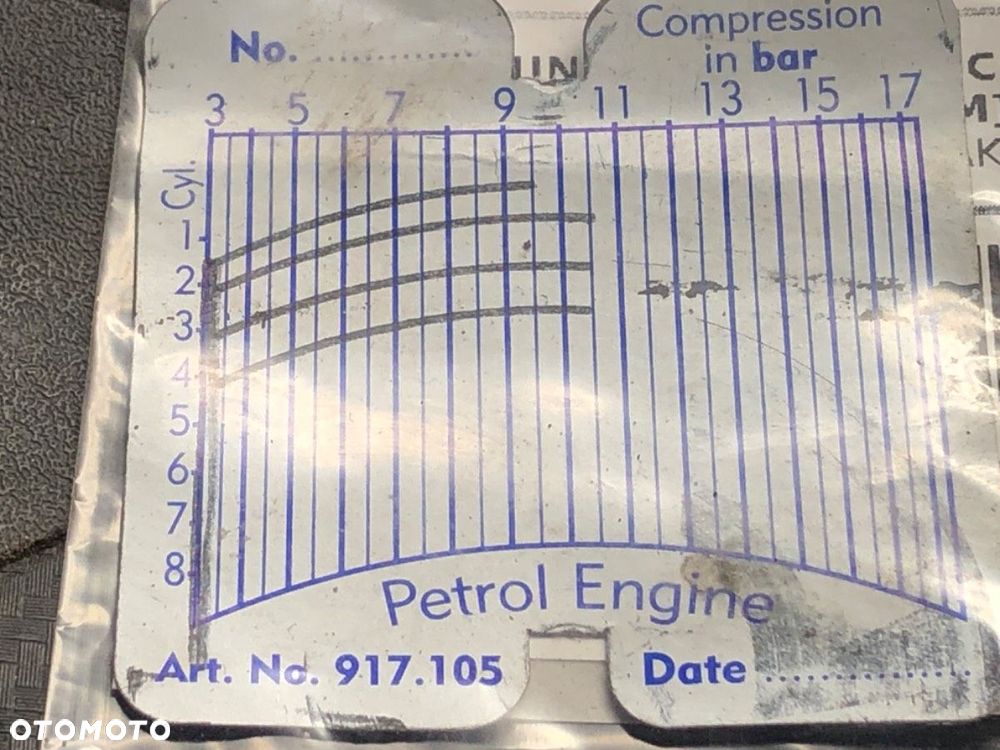 No. ....................
Compression
in bar
3 5 7 9 11 13 15 17
Cyl.
1
2
3
4
5
6
7
8
Petrol Engine
Art. No. 917.105
Date ....................
OTOMOTO